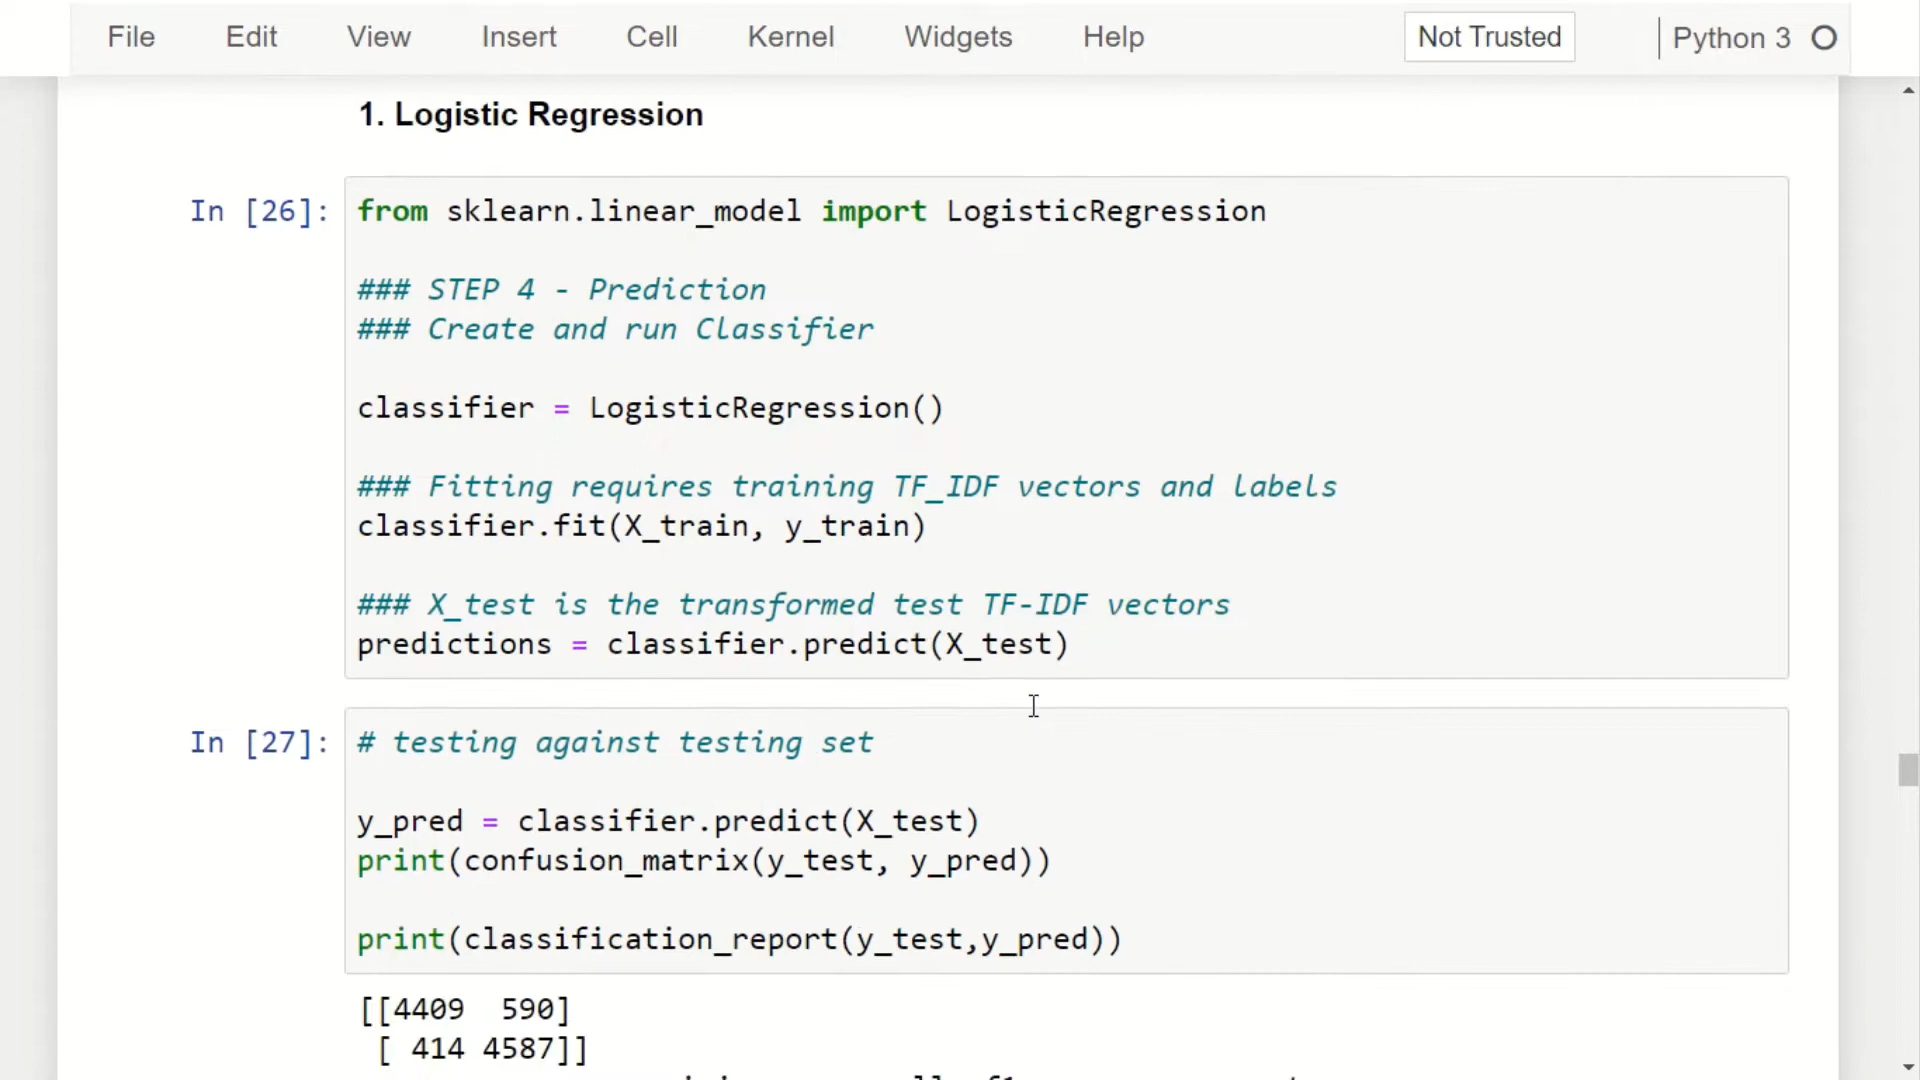 File Edit View Insert Cell Kernel Widgets Help Not Trusted Python 3
1. Logistic Regression
In [26]: from sklearn.linear_model import LogisticRegression
### STEP 4 - Prediction
### Create and run Classifier
classifier = LogisticRegression()
### Fitting requires training TF_IDF vectors and labels
classifier.fit(X_train, y_train)
### X_test is the transformed test TF-IDF vectors
predictions = classifier.predict(X_test)
In [27]: # testing against testing set
y_pred = classifier.predict(X_test)
print(confusion_matrix(y_test, y_pred))
print(classification_report(y_test,y_pred))
[[4409  590]
[ 414 4587]]